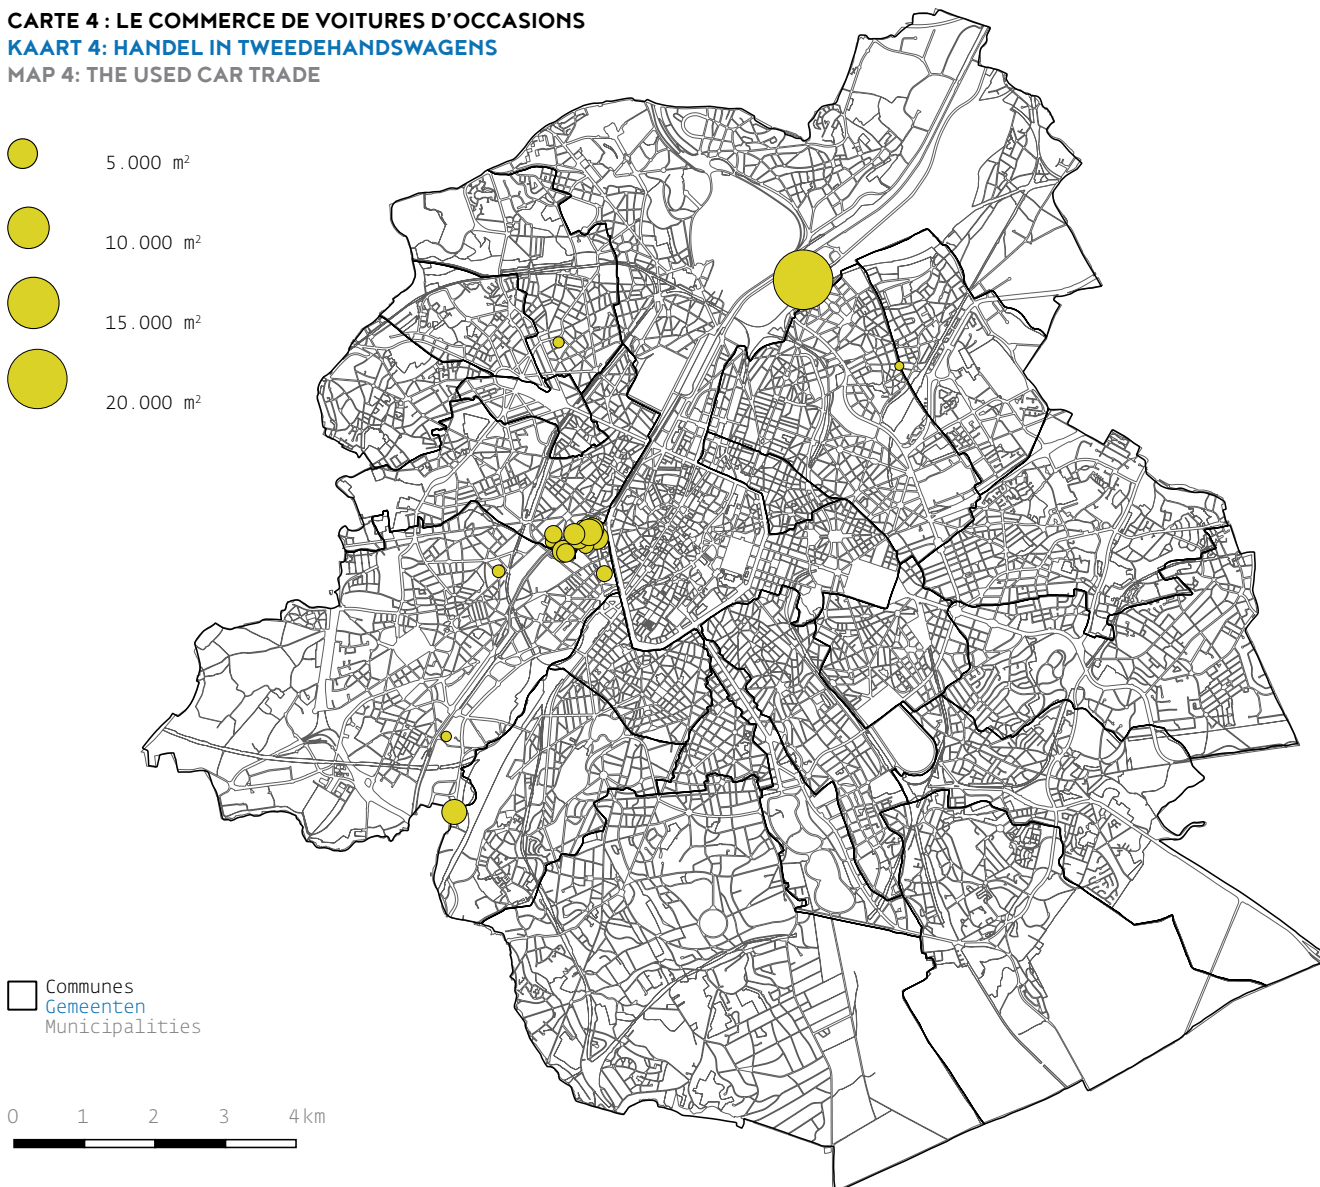 CARTE 4 : LE COMMERCE DE VOITURES D'OCCASIONS
KAART 4: HANDEL IN TWEEDEHANDSWAGENS
MAP 4: THE USED CAR TRADE
5.000 m²
10.000 m²
15.000 m²
20.000 m²
Communes
Gemeenten
Municipalities
0 1 2 3 4 km